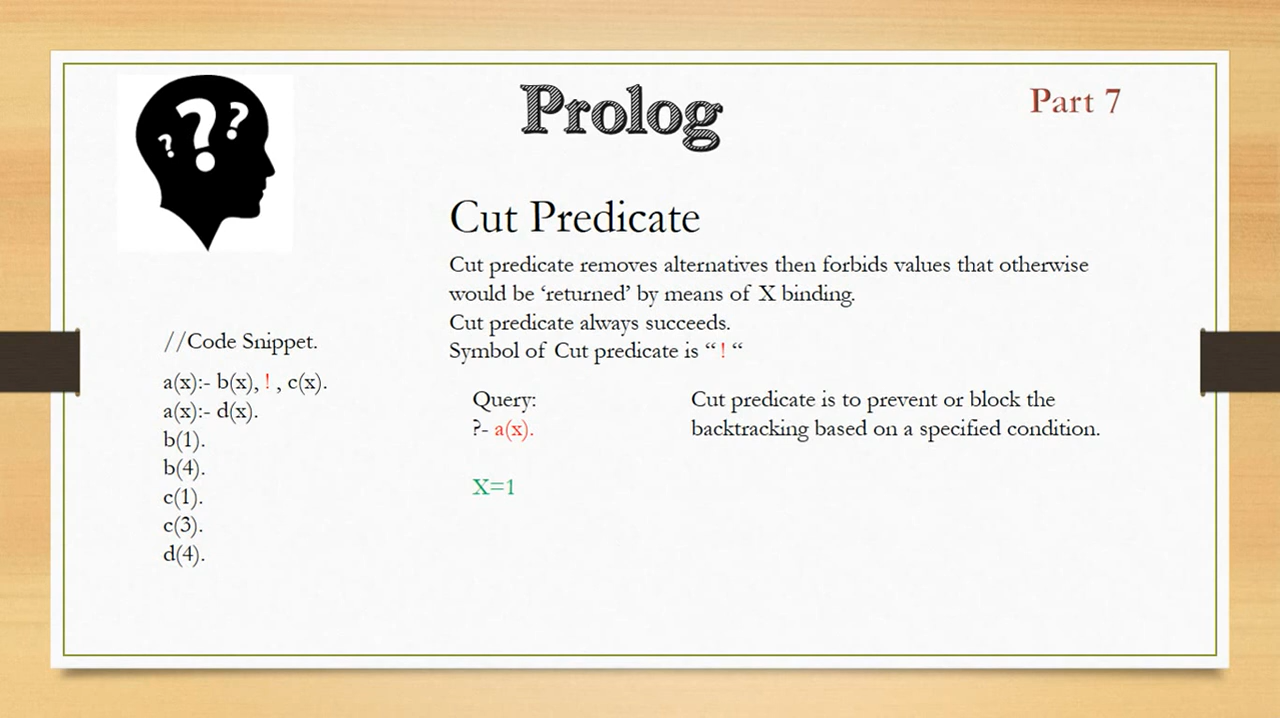 Prolog
Part 7
? ? ?
Cut Predicate
Cut predicate removes alternatives then forbids values that otherwise
would be ‘returned’ by means of X binding.
Cut predicate always succeeds.
Symbol of Cut predicate is “ ! “
//Code Snippet.
a(x):- b(x), ! , c(x).
a(x):- d(x).
b(1).
b(4).
c(1).
c(3).
d(4).
Query:
?- a(x).
X=1
Cut predicate is to prevent or block the
backtracking based on a specified condition.